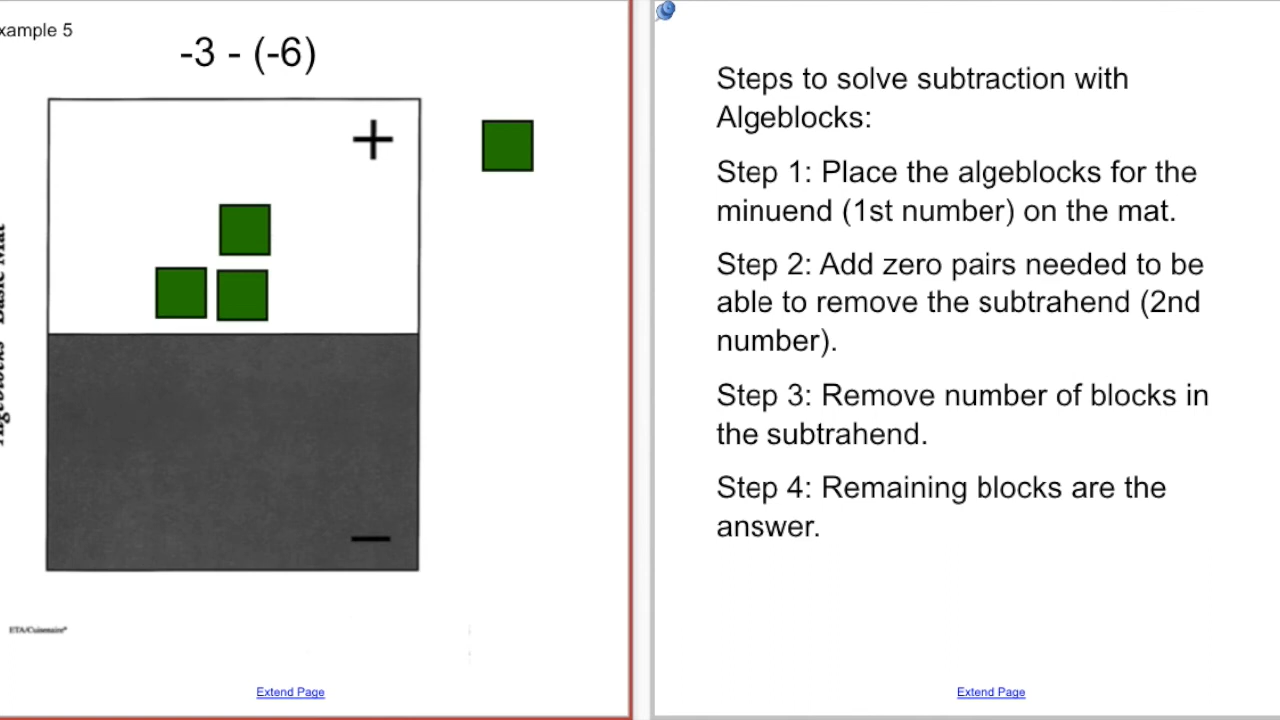 xample 5
-3 - (-6)
+
Algeblocks Basic Mat
−
ETA/Cuisenaire®
Extend Page
Steps to solve subtraction with
Algeblocks:
Step 1: Place the algeblocks for the
minuend (1st number) on the mat.
Step 2: Add zero pairs needed to be
able to remove the subtrahend (2nd
number).
Step 3: Remove number of blocks in
the subtrahend.
Step 4: Remaining blocks are the
answer.
Extend Page